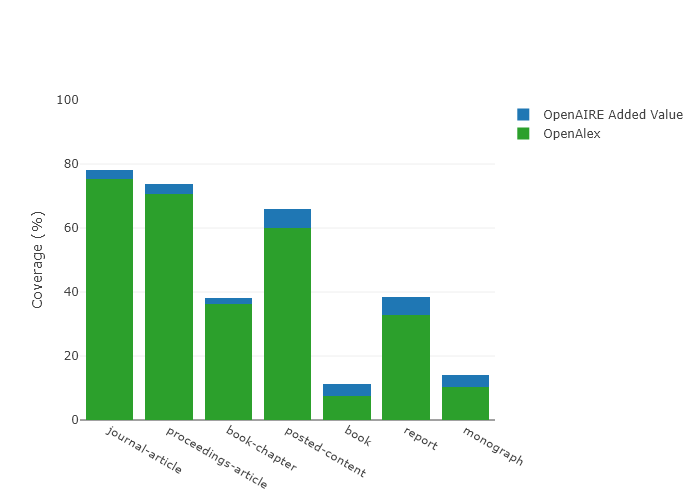 100
80
60
40
20
0
Coverage (%)
journal-article
proceedings-article
book-chapter
posted-content
book
report
monograph
OpenAIRE Added Value
OpenAlex